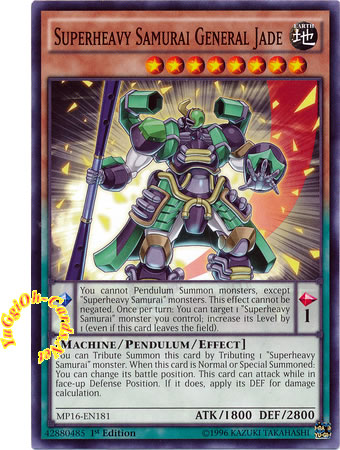 SUPERHEAVY SAMURAI GENERAL JADE
EARTH
地
You cannot Pendulum Summon monsters, except
"Superheavy Samurai" monsters. This effect cannot be
negated. Once per turn: You can target 1 "Superheavy
Samurai" monster you control; increase its Level by
1 (even if this card leaves the field).
1
[MACHINE/PENDULUM/EFFECT]
You can Tribute Summon this card by Tributing 1 "Superheavy
Samurai" monster. When this card is Normal or Special Summoned:
You can change its battle position. This card can attack while in
face-up Defense Position. If it does, apply its DEF for damage
calculation.
MP16-EN181
ATK/1800 DEF/2800
42880485 1st Edition
©1996 KAZUKI TAKAHASHI